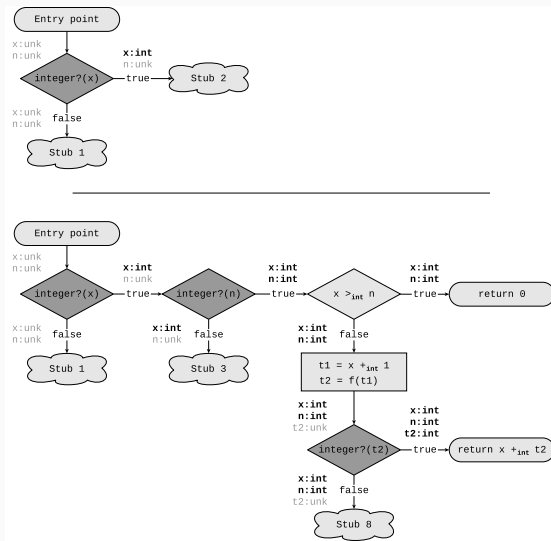 Entry point
x:unk
n:unk
x:int
n:unk
integer?(x)
true
Stub 2
x:unk
n:unk
false
Stub 1
Entry point
x:unk
n:unk
x:int
n:unk
x:int
n:int
x:int
n:int
integer?(x)
true
integer?(n)
true
x >int n
true
return 0
x:unk
n:unk
false
x:int
n:unk
false
x:int
n:int
false
Stub 1
Stub 3
t1 = x +int 1
t2 = f(t1)
x:int
n:int
t2:unk
x:int
n:int
t2:int
integer?(t2)
true
return x +int t2
x:int
n:int
t2:unk
false
Stub 8